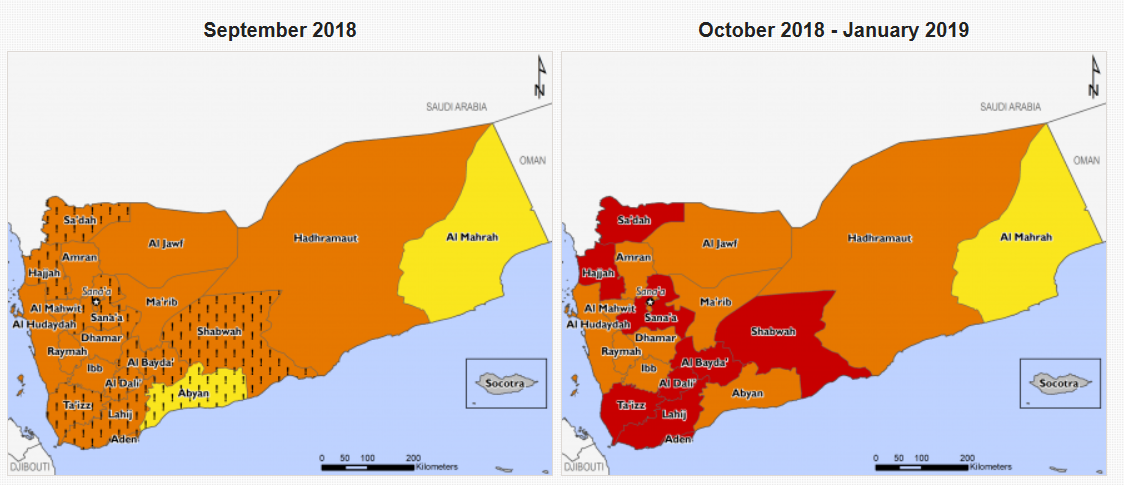 September 2018
October 2018 - January 2019
N
SAUDI ARABIA
OMAN
Sa'dah
Al Jawf
Hadhramaut
Al Mahrah
Amran
Hajjah
Sana'a
Ma'rib
Al Mahwit
Sana'a
Al Hudaydah
Shabwah
Dhamar
Raymah
Al Bayda'
Ibb
Al Dali'
Abyan
Socotra
Ta'izz
Lahij
Aden
DJIBOUTI
0 50 100 200
Kilometers
N
SAUDI ARABIA
OMAN
Sa'dah
Al Jawf
Hadhramaut
Al Mahrah
Amran
Hajjah
Sana'a
Ma'rib
Al Mahwit
Sana'a
Al Hudaydah
Shabwah
Dhamar
Raymah
Al Bayda'
Ibb
Al Dali'
Abyan
Socotra
Ta'izz
Lahij
Aden
DJIBOUTI
0 50 100 200
Kilometers